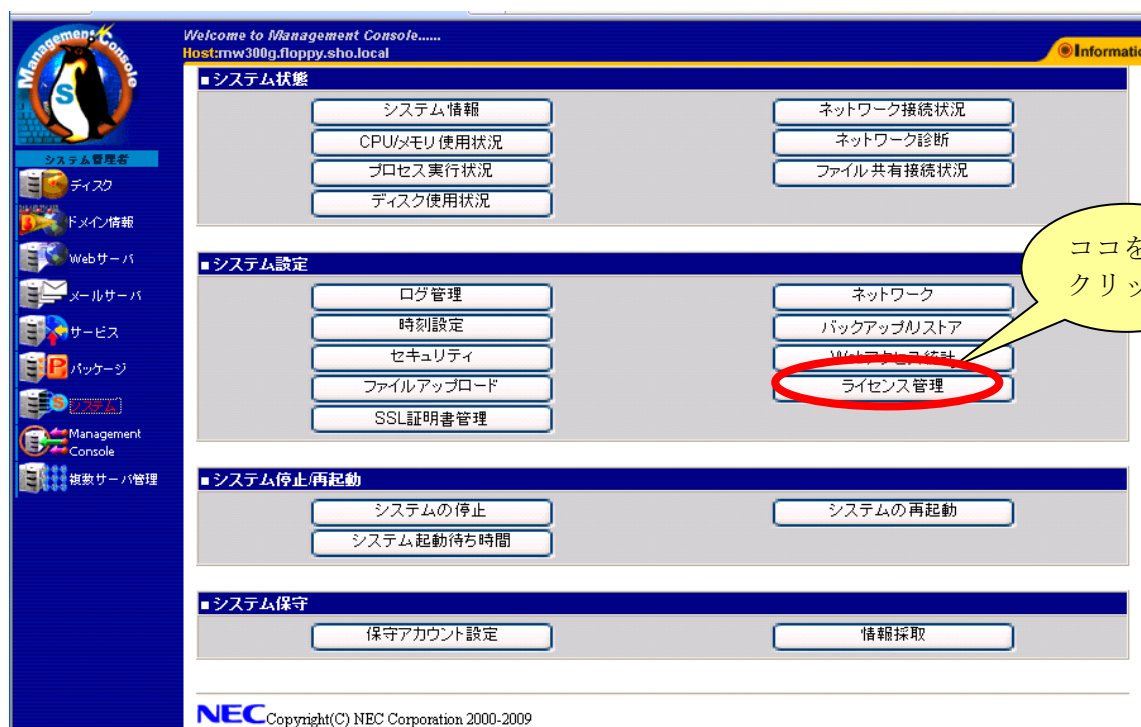 Management Console
Welcome to Management Console......
Host:mw300g.floppy.sho.local
Informatio
システム管理者
ディスク
ドメイン情報
Webサーバ
メールサーバ
サービス
パッケージ
システム
Management
Console
複数サーバ管理
■システム状態
システム情報
ネットワーク接続状況
CPU/メモリ使用状況
ネットワーク診断
プロセス実行状況
ファイル共有接続状況
ディスク使用状況
ココを
クリッ
■システム設定
ログ管理
ネットワーク
時刻設定
バックアップ/リストア
セキュリティ
Webアクセス統計
ファイルアップロード
ライセンス管理
SSL証明書管理
■システム停止/再起動
システムの停止
システムの再起動
システム起動待ち時間
■システム保守
保守アカウント設定
情報採取
NEC Copyright(C) NEC Corporation 2000-2009